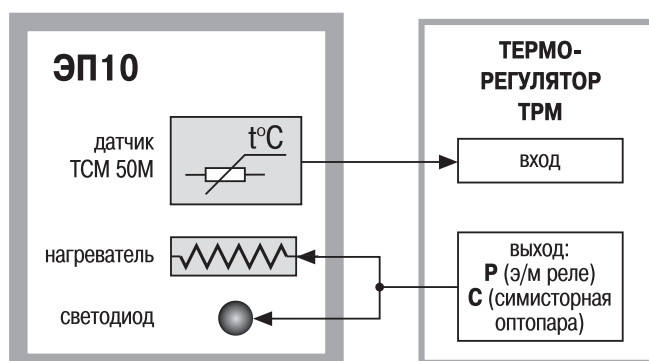 ЭП10
датчик
ТСМ 50М
t°C
нагреватель
светодиод
ТЕРМО-
РЕГУЛЯТОР
ТРМ
вход
выход:
Р (э/м реле)
С (симисторная
оптопара)